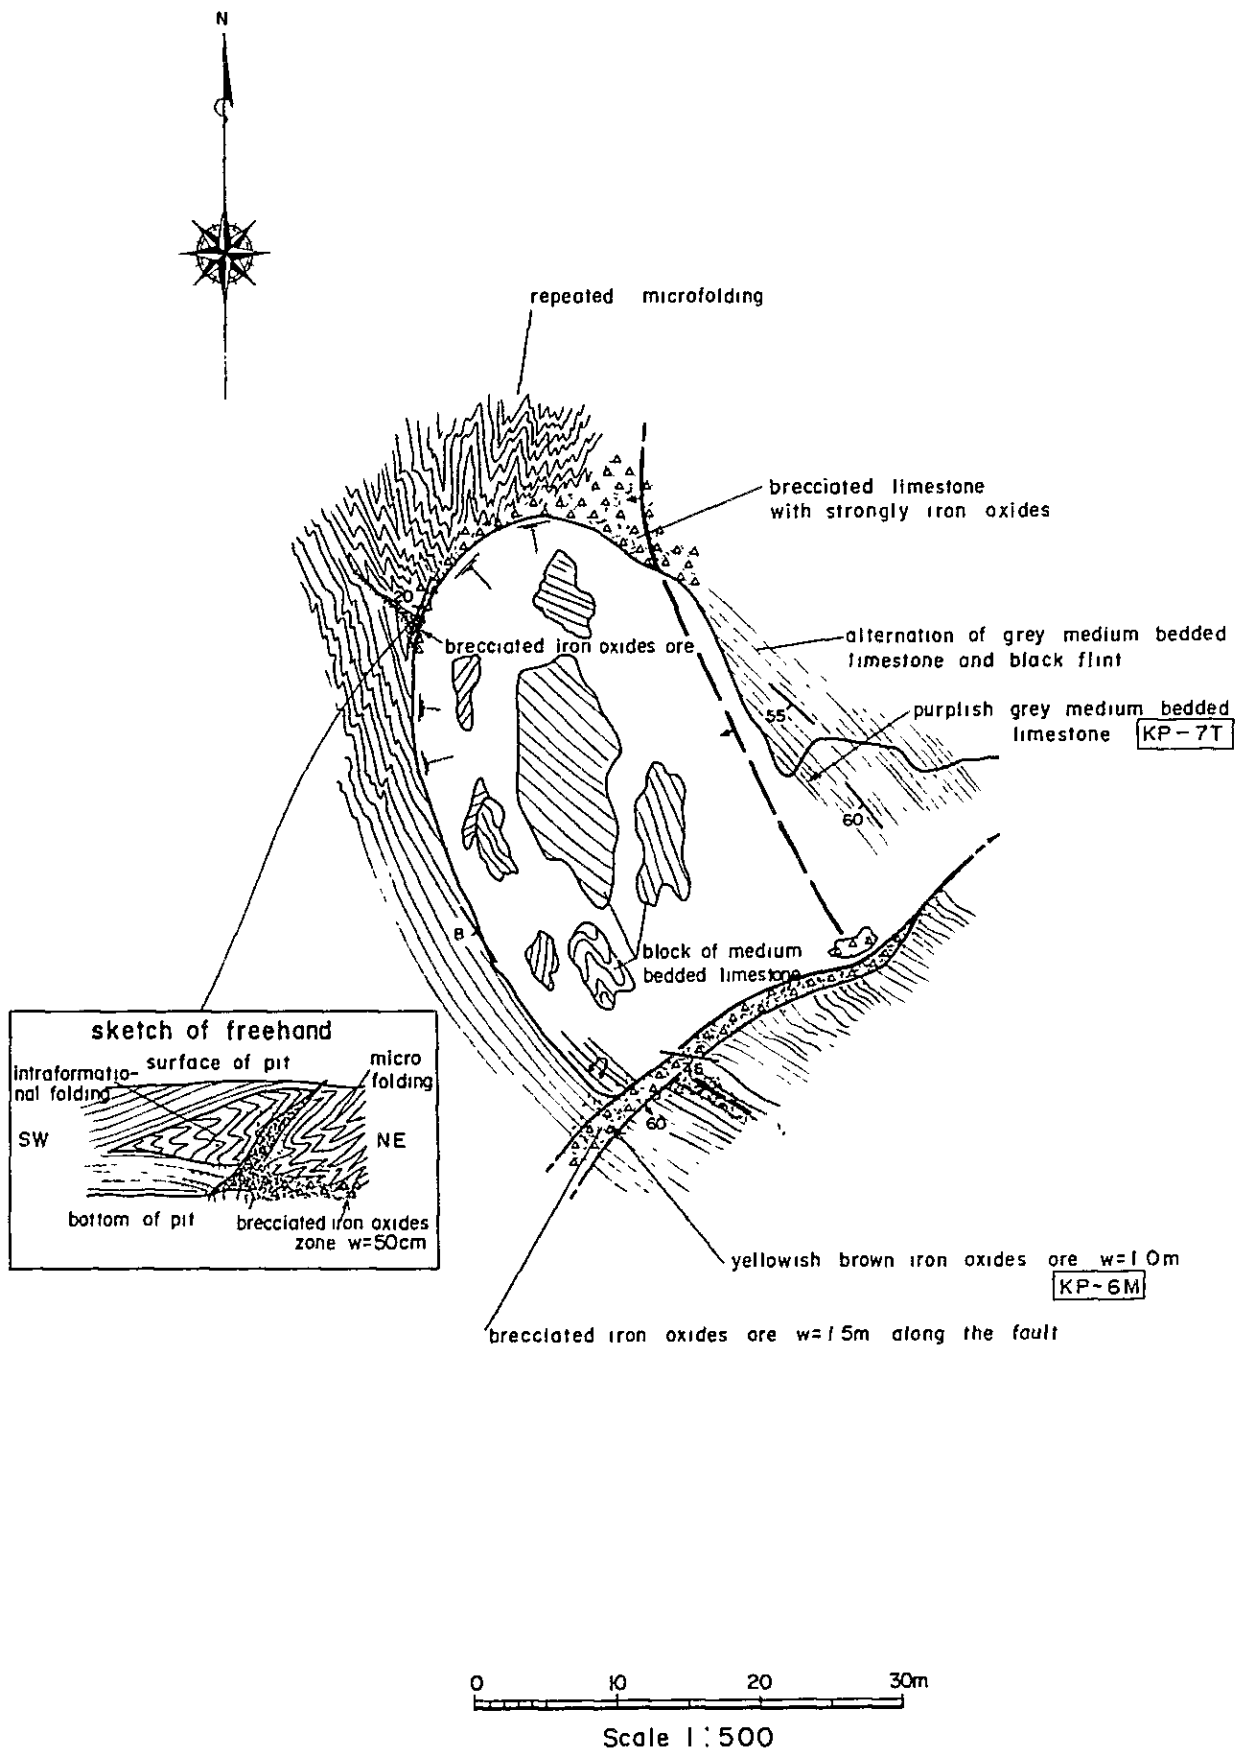 N
repeated microfolding
brecciated limestone
with strongly iron oxides
20
brecciated iron oxides ore
alternation of grey medium bedded
limestone and black flint
55
purplish grey medium bedded
limestone KP-7T
60
B
block of medium
bedded limestone
sketch of freehand
surface of pit
micro
folding
intraformatio-
nal folding
SW
NE
bottom of pit
brecciated iron oxides
zone w=50cm
46
60
yellowish brown iron oxides ore w=1 0m
KP-6M
brecciated iron oxides ore w=1 5m along the fault
0 10 20 30m
Scale 1:500